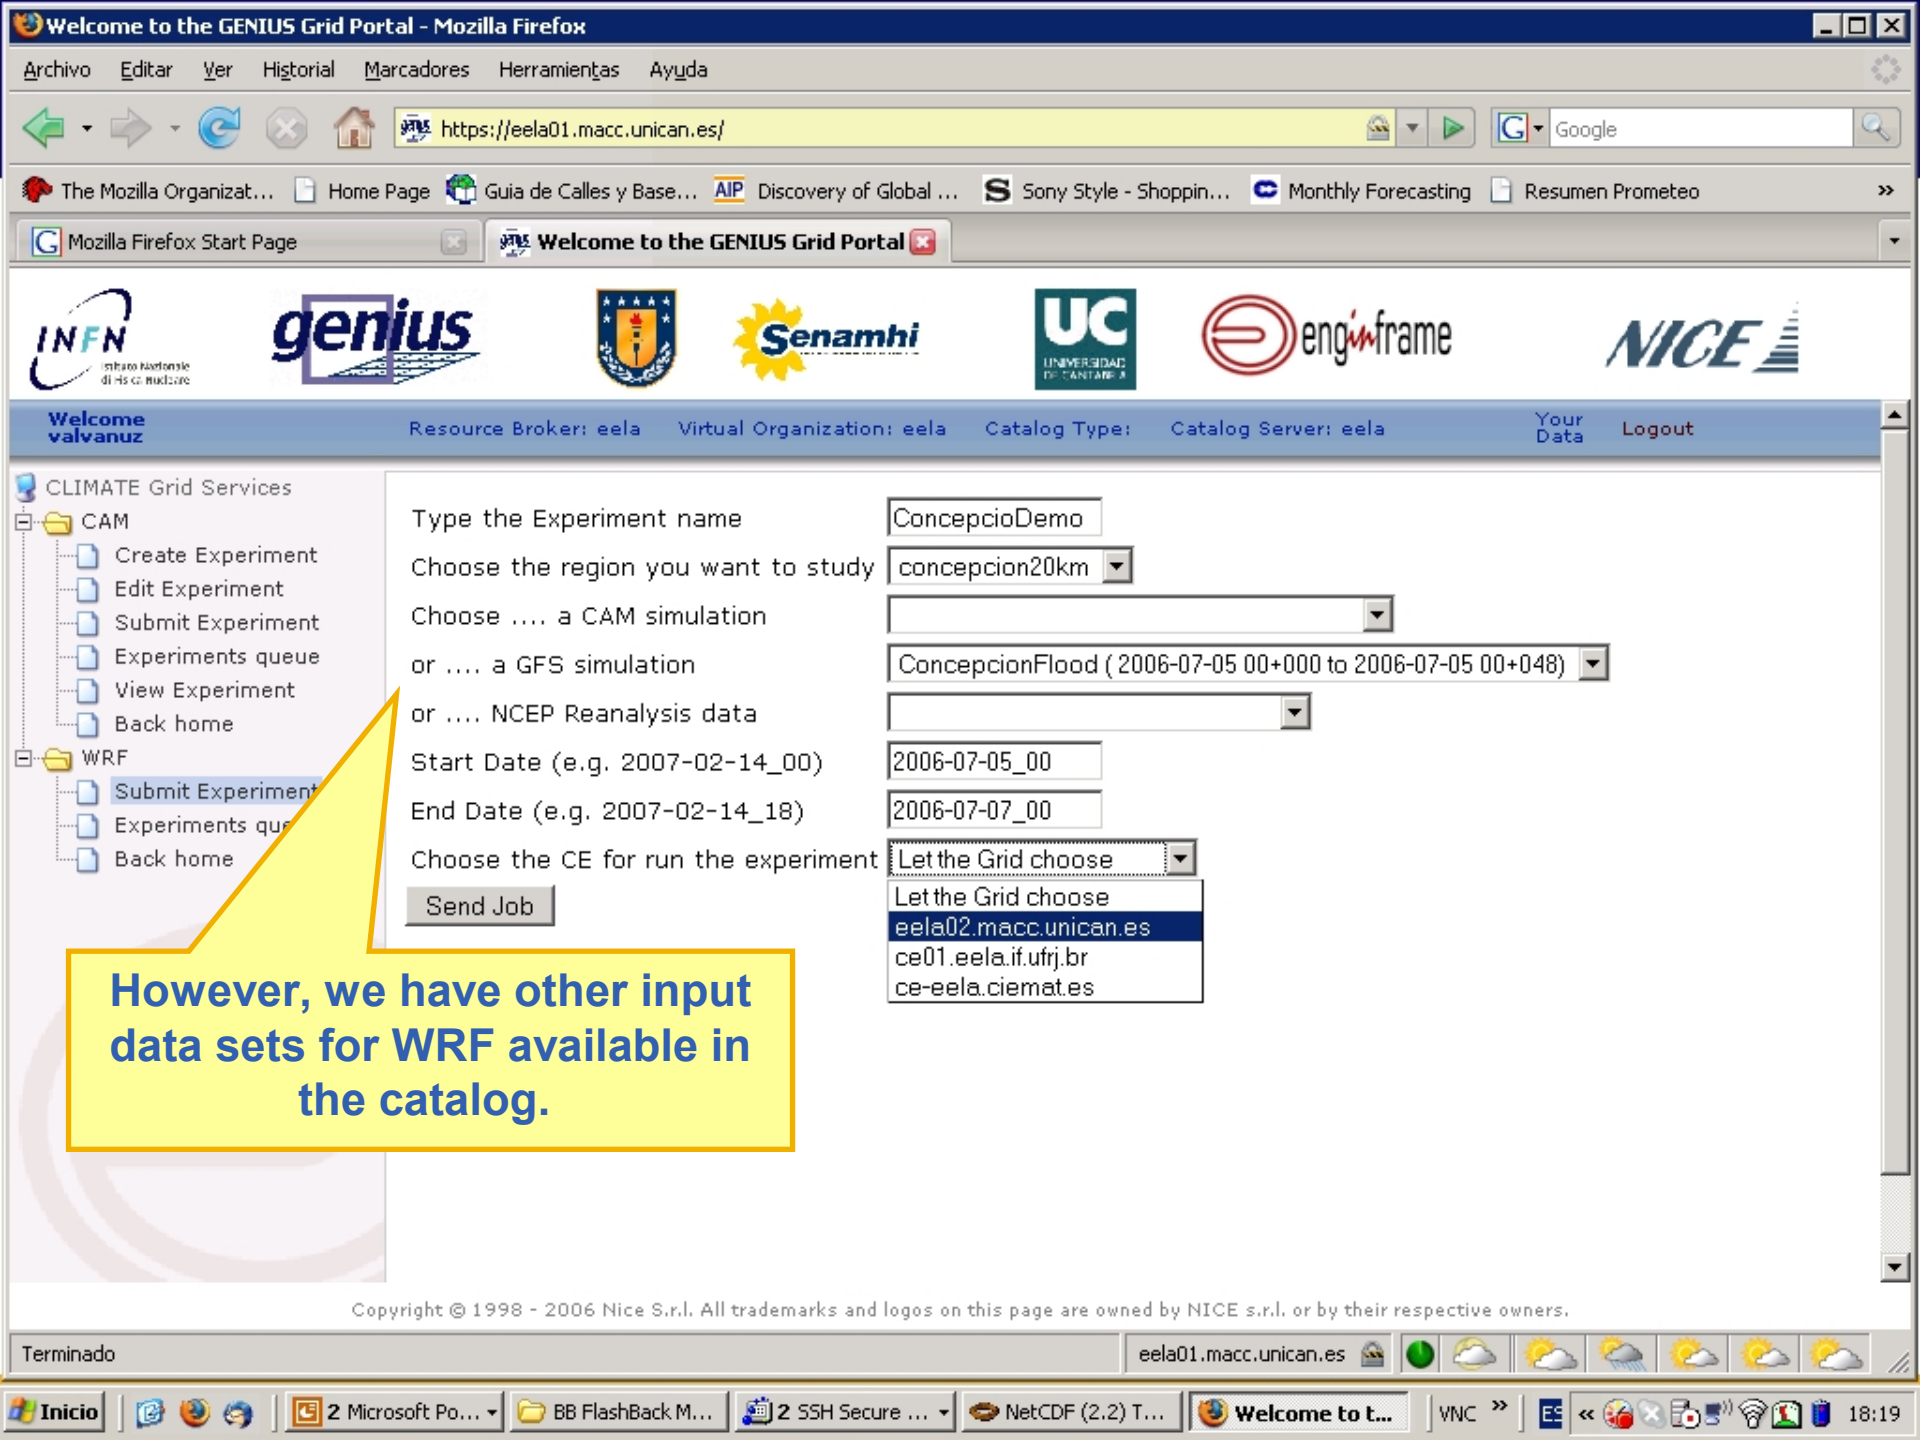 Welcome to the GENIUS Grid Portal - Mozilla Firefox
Archivo Editar Ver Historial Marcadores Herramientas Ayuda
https://eela01.macc.unican.es/
Google
The Mozilla Organizat... Home Page Guia de Calles y Base... AIP Discovery of Global ... Sony Style - Shoppin... Monthly Forecasting Resumen Prometeo »
Mozilla Firefox Start Page Welcome to the GENIUS Grid Portal
INFN Istituto Nazionale di Fisica Nucleare
genius
Senamhi
UC UNIVERSIDAD DE CANTABRIA
enginframe
NICE
Welcome valvanuz
Resource Broker: eela Virtual Organization: eela Catalog Type: Catalog Server: eela Your Data Logout
CLIMATE Grid Services
CAM
Create Experiment
Edit Experiment
Submit Experiment
Experiments queue
View Experiment
Back home
WRF
Submit Experiment
Experiments qu
Back home
Type the Experiment name ConcepcioDemo
Choose the region you want to study concepcion20km
Choose .... a CAM simulation
or .... a GFS simulation ConcepcionFlood ( 2006-07-05 00+000 to 2006-07-05 00+048)
or .... NCEP Reanalysis data
Start Date (e.g. 2007-02-14_00) 2006-07-05_00
End Date (e.g. 2007-02-14_18) 2006-07-07_00
Choose the CE for run the experiment Let the Grid choose
Let the Grid choose
eela02.macc.unican.es
ce01.eela.if.ufrj.br
ce-eela.ciemat.es
Send Job
However, we have other input
data sets for WRF available in
the catalog.
Copyright © 1998 - 2006 Nice S.r.l. All trademarks and logos on this page are owned by NICE s.r.l. or by their respective owners.
Terminado eela01.macc.unican.es
Inicio 2 Microsoft Po... BB FlashBack M... 2 SSH Secure ... NetCDF (2.2) T... Welcome to t... VNC » ES « 18:19